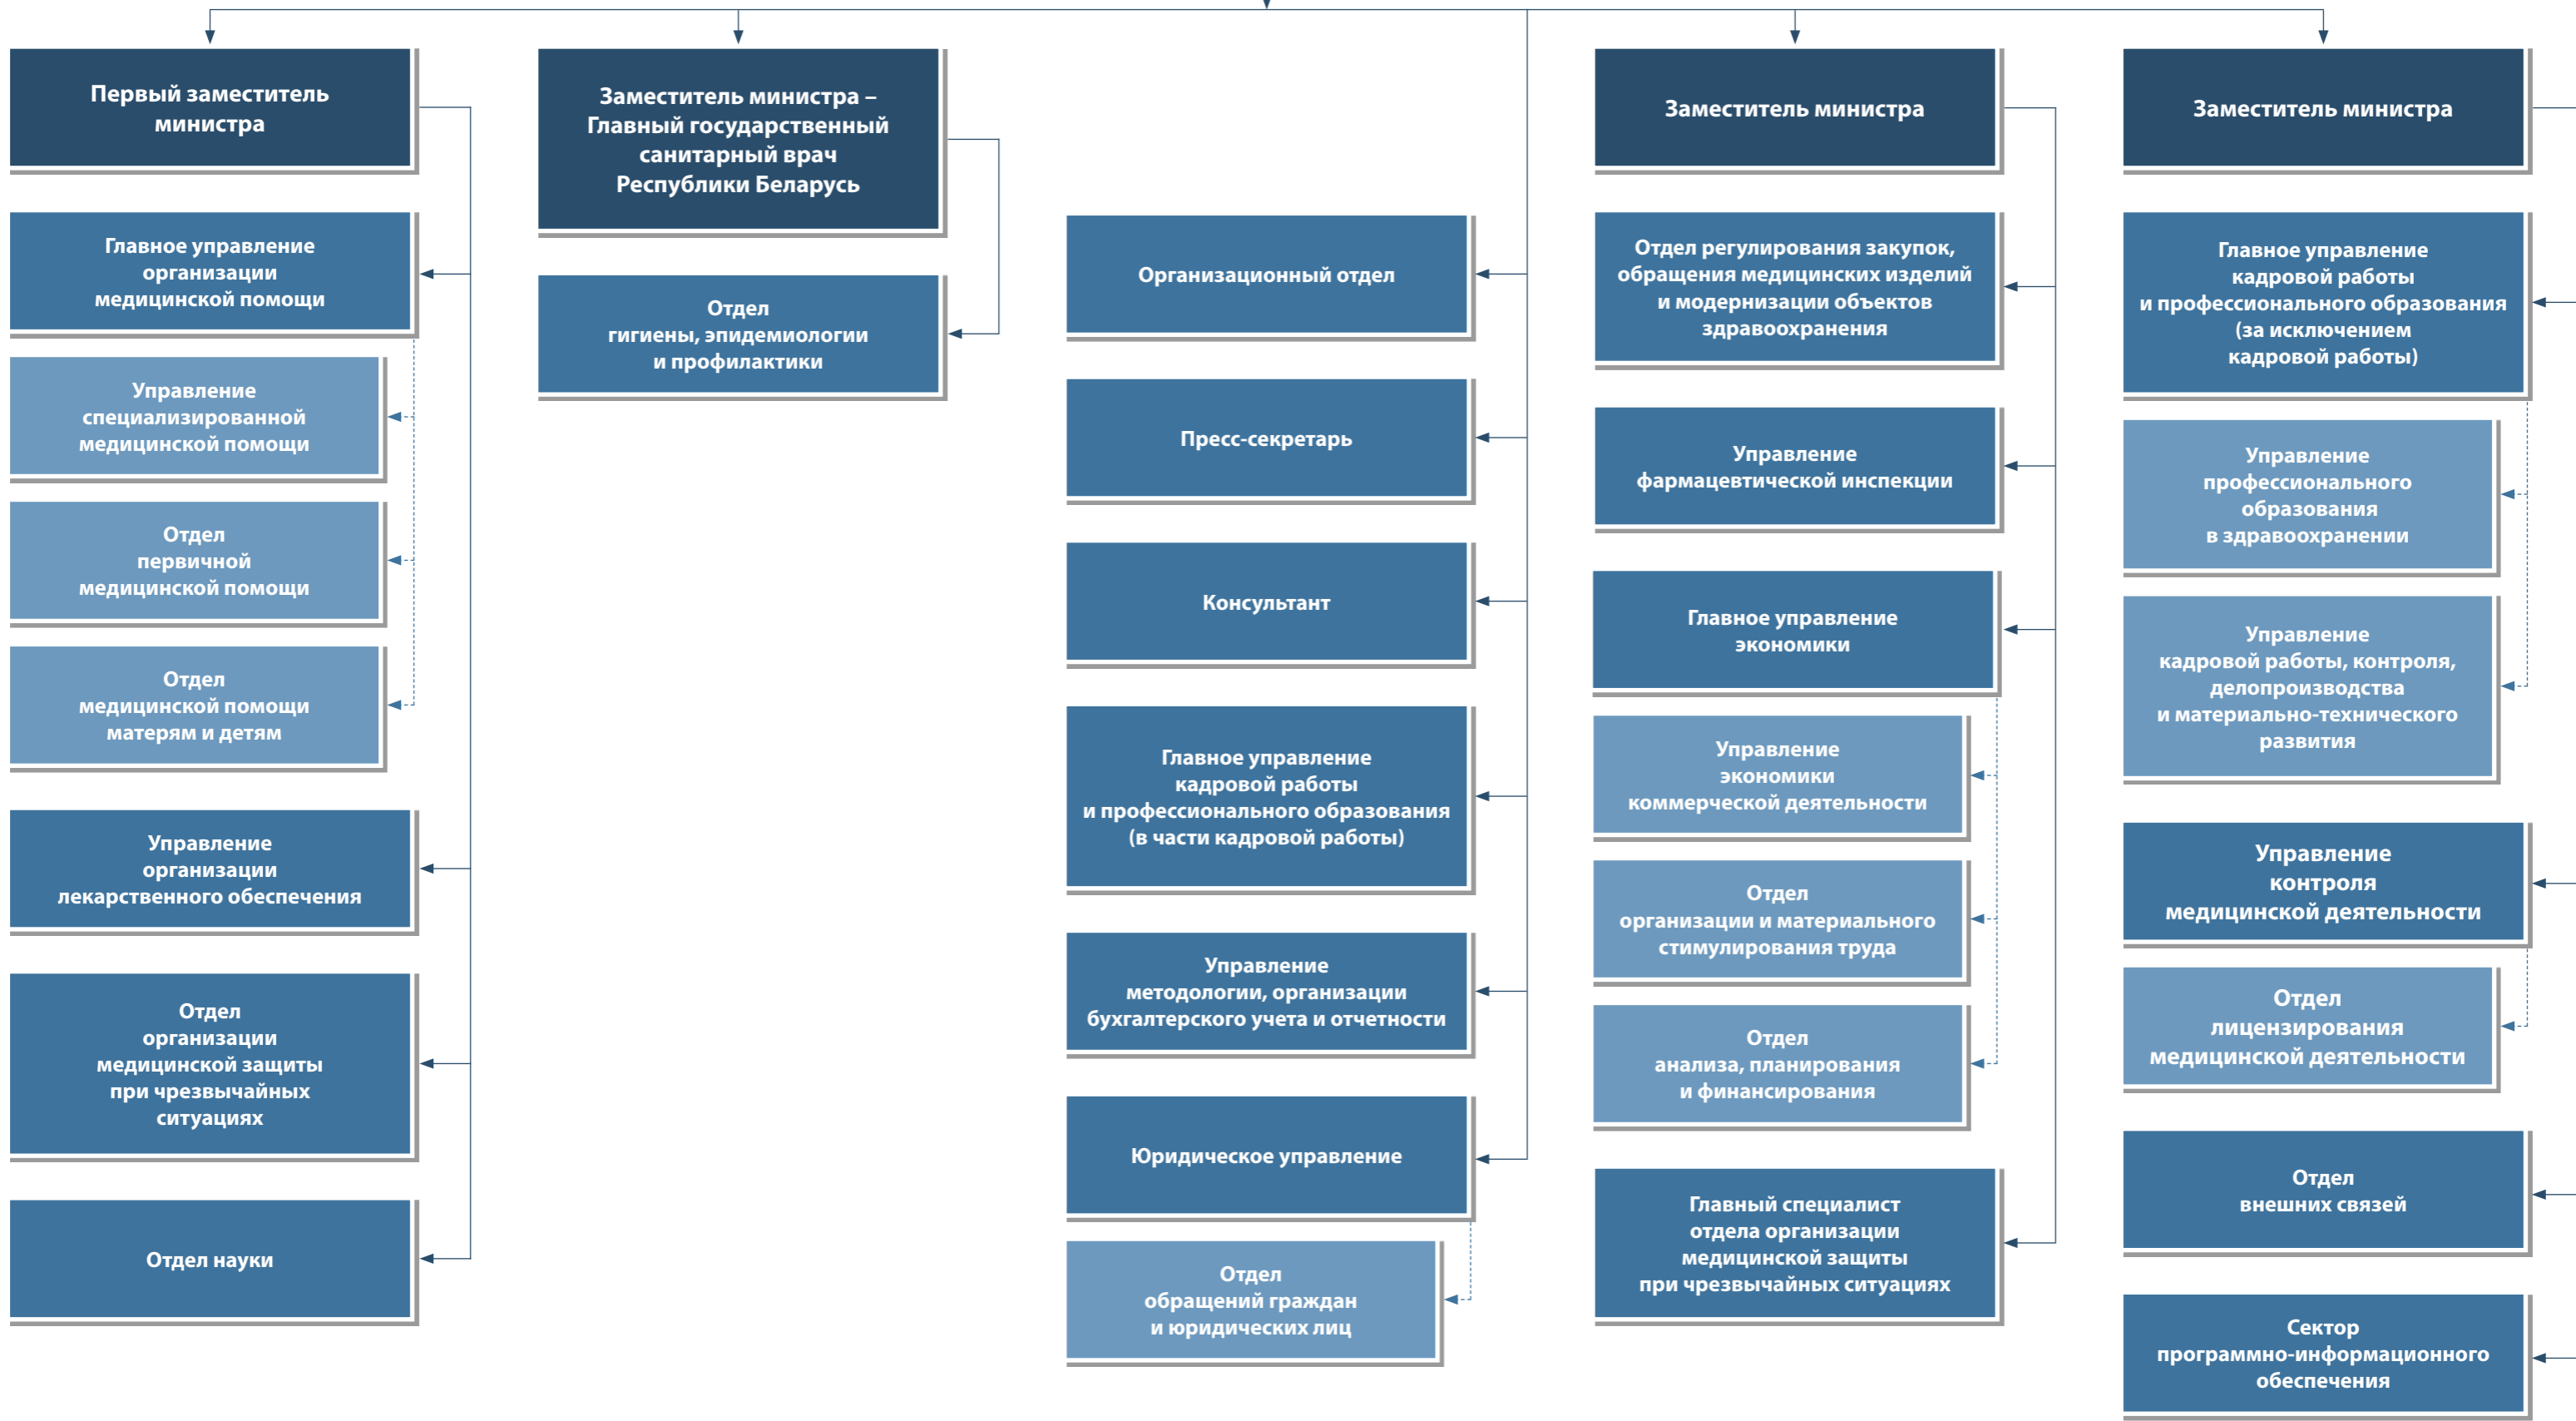 Первый заместитель
министра
Главное управление
организации
медицинской помощи
Управление
специализированной
медицинской помощи
Отдел
первичной
медицинской помощи
Отдел
медицинской помощи
матерям и детям
Управление
организации
лекарственного обеспечения
Отдел
организации
медицинской защиты
при чрезвычайных
ситуациях
Отдел науки
Заместитель министра –
Главный государственный
санитарный врач
Республики Беларусь
Отдел
гигиены, эпидемиологии
и профилактики
Организационный отдел
Пресс-секретарь
Консультант
Главное управление
кадровой работы
и профессионального образования
(в части кадровой работы)
Управление
методологии, организации
бухгалтерского учета и отчетности
Юридическое управление
Отдел
обращений граждан
и юридических лиц
Заместитель министра
Отдел регулирования закупок,
обращения медицинских изделий
и модернизации объектов
здравоохранения
Управление
фармацевтической инспекции
Главное управление
экономики
Управление
экономики
коммерческой деятельности
Отдел
организации и материального
стимулирования труда
Отдел
анализа, планирования
и финансирования
Главный специалист
отдела организации
медицинской защиты
при чрезвычайных ситуациях
Заместитель министра
Главное управление
кадровой работы
и профессионального образования
(за исключением
кадровой работы)
Управление
профессионального
образования
в здравоохранении
Управление
кадровой работы, контроля,
делопроизводства
и материально-технического
развития
Управление
контроля
медицинской деятельности
Отдел
лицензирования
медицинской деятельности
Отдел
внешних связей
Сектор
программно-информационного
обеспечения